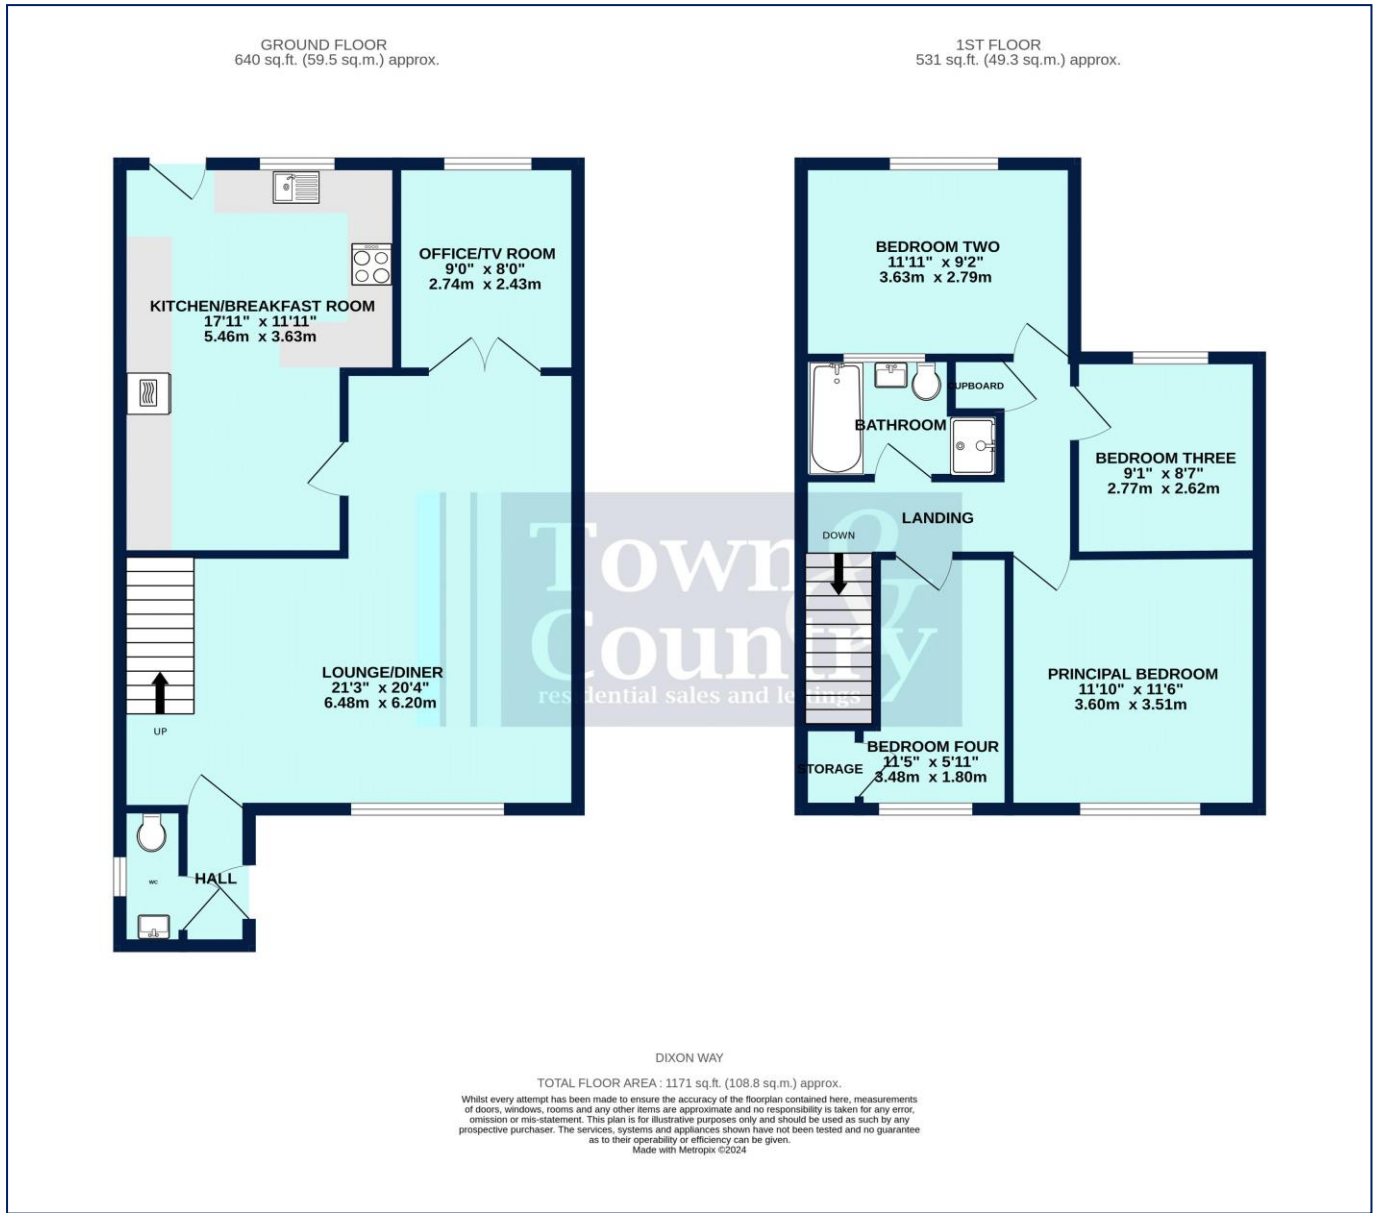 GROUND FLOOR
640 sq.ft. (59.5 sq.m.) approx.
1ST FLOOR
531 sq.ft. (49.3 sq.m.) approx.
KITCHEN/BREAKFAST ROOM
17'11" x 11'11"
5.46m x 3.63m
OFFICE/TV ROOM
9'0" x 8'0"
2.74m x 2.43m
LOUNGE/DINER
21'3" x 20'4"
6.48m x 6.20m
UP
HALL
WC
BEDROOM TWO
11'11" x 9'2"
3.63m x 2.79m
CUPBOARD
BATHROOM
BEDROOM THREE
9'1" x 8'7"
2.77m x 2.62m
LANDING
DOWN
PRINCIPAL BEDROOM
11'10" x 11'6"
3.60m x 3.51m
BEDROOM FOUR
11'5" x 5'11"
3.48m x 1.80m
STORAGE
Town &
Country
residential sales and lettings
DIXON WAY
TOTAL FLOOR AREA : 1171 sq.ft. (108.8 sq.m.) approx.
Whilst every attempt has been made to ensure the accuracy of the floorplan contained here, measurements
of doors, windows, rooms and any other items are approximate and no responsibility is taken for any error,
omission or mis-statement. This plan is for illustrative purposes only and should be used as such by any
prospective purchaser. The services, systems and appliances shown have not been tested and no guarantee
as to their operability or efficiency can be given.
Made with Metropix ©2024